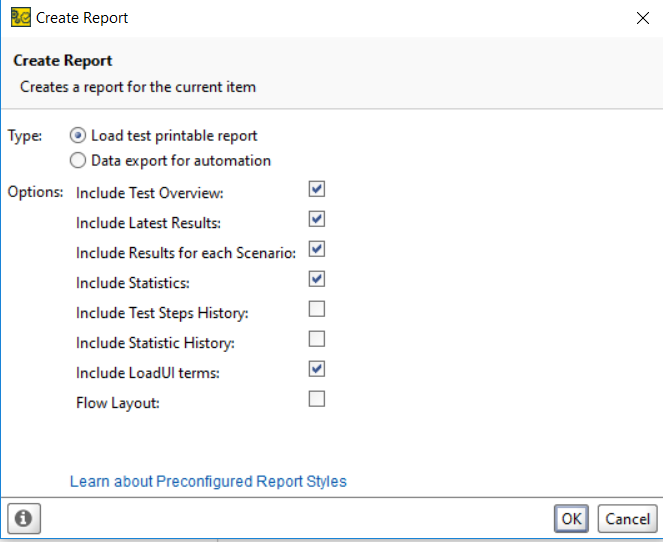 Create Report
Create Report
Creates a report for the current item
Type: Load test printable report
Data export for automation
Options: Include Test Overview:
Include Latest Results:
Include Results for each Scenario:
Include Statistics:
Include Test Steps History:
Include Statistic History:
Include LoadUI terms:
Flow Layout:
Learn about Preconfigured Report Styles
OK Cancel